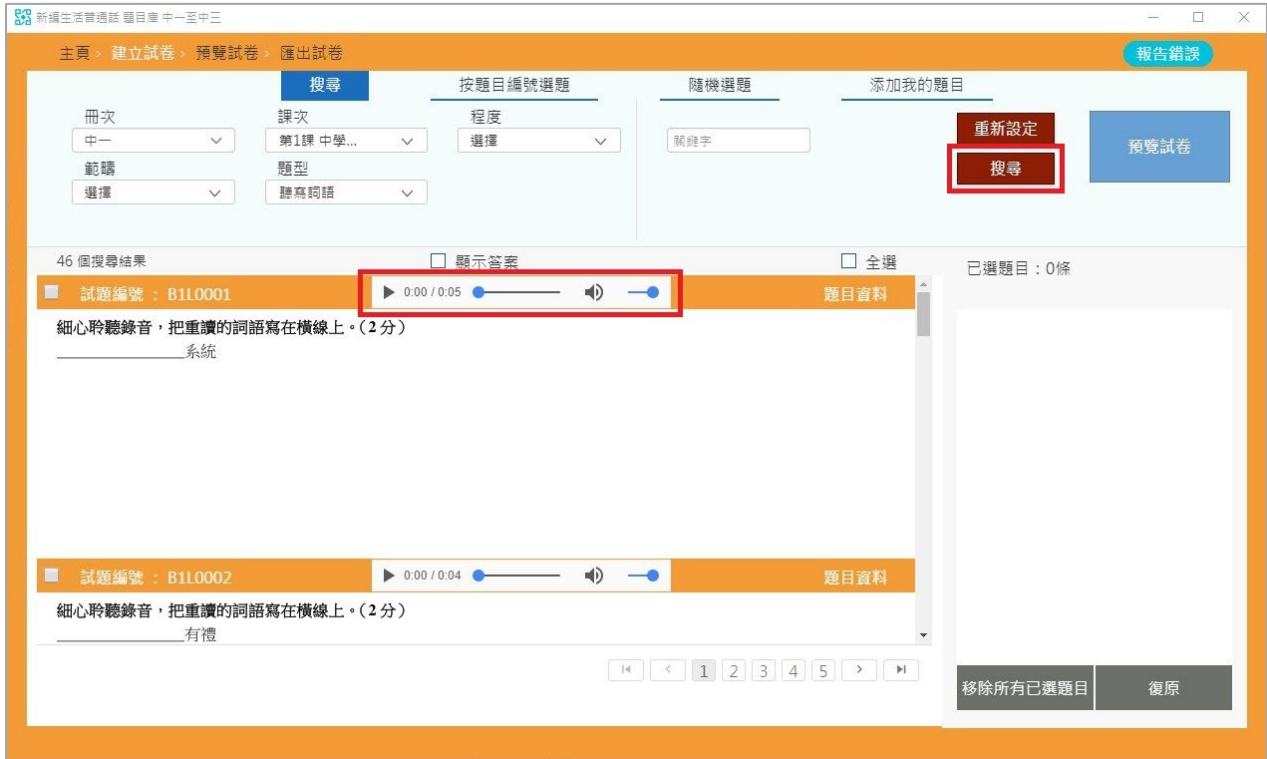 新編生活普通話 題目庫 中一至中三
主頁 > 建立試卷 > 預覽試卷 > 匯出試卷
報告錯誤
搜尋 按題目編號選題 隨機選題 添加我的題目
冊次 課次 程度
中一 第1課 中學... 選擇 關鍵字
重新設定
預覽試卷
範疇 題型
搜尋
選擇 聽寫詞語
46 個搜尋結果 顯示答案 全選 已選題目：0條
試題編號 ： B1L0001 0:00 / 0:05 題目資料
細心聆聽錄音，把重讀的詞語寫在橫線上。（2分）
______________系統
試題編號 ： B1L0002 0:00 / 0:04 題目資料
細心聆聽錄音，把重讀的詞語寫在橫線上。（2分）
______________有禮
1 2 3 4 5
移除所有已選題目 復原